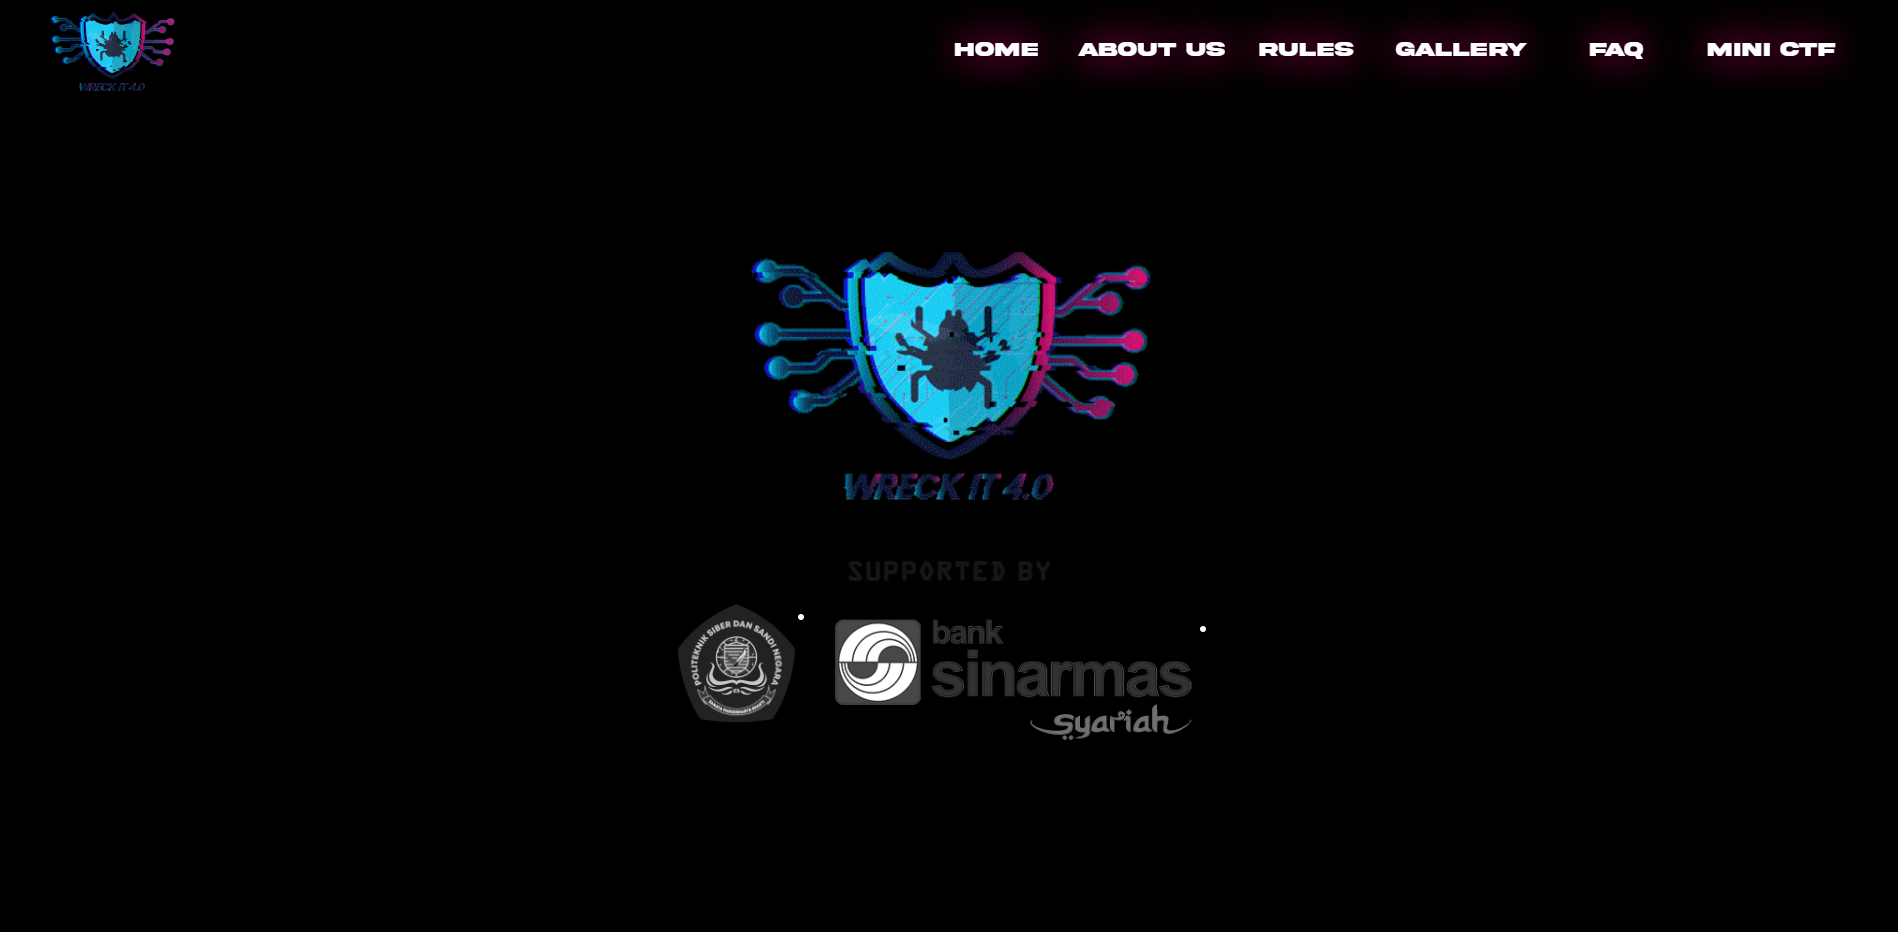 WRECK IT 4.0
HOME ABOUT US RULES GALLERY FAQ MINI CTF
WRECK IT 4.0
SUPPORTED BY
POLITEKNIK SIBER DAN SANDI NEGARA
bank
sinarmas
syariah